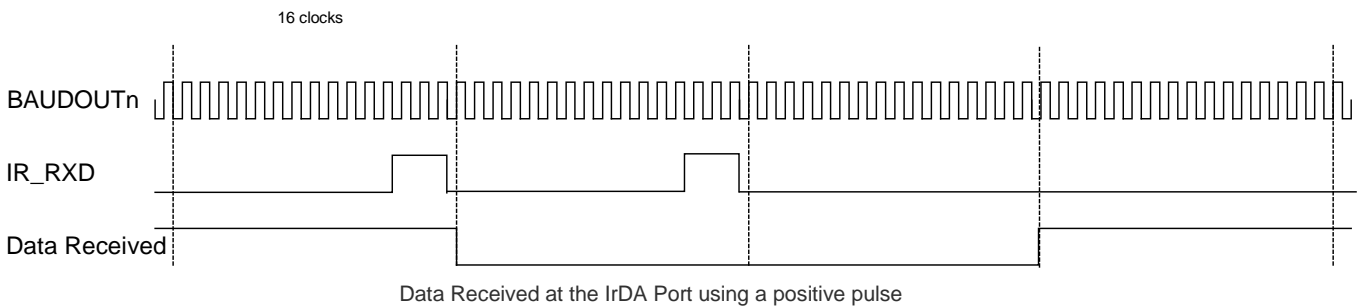 16 clocks
BAUDOUTn
IR_RXD
Data Received
Data Received at the IrDA Port using a positive pulse